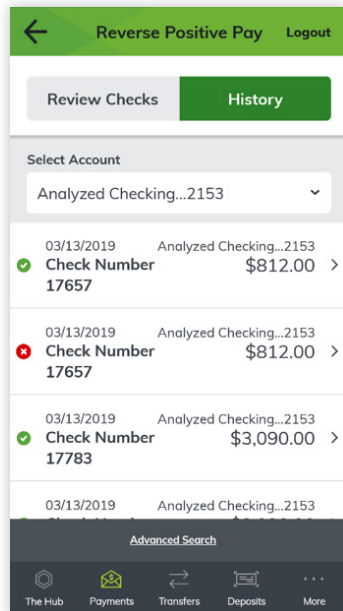 Reverse Positive Pay Logout
Review Checks History
Select Account
Analyzed Checking...2153
03/13/2019 Analyzed Checking...2153
Check Number $812.00
17657
03/13/2019 Analyzed Checking...2153
Check Number $812.00
17657
03/13/2019 Analyzed Checking...2153
Check Number $3,090.00
17783
03/13/2019 Analyzed Checking...2153
Advanced Search
The Hub Payments Transfers Deposits More